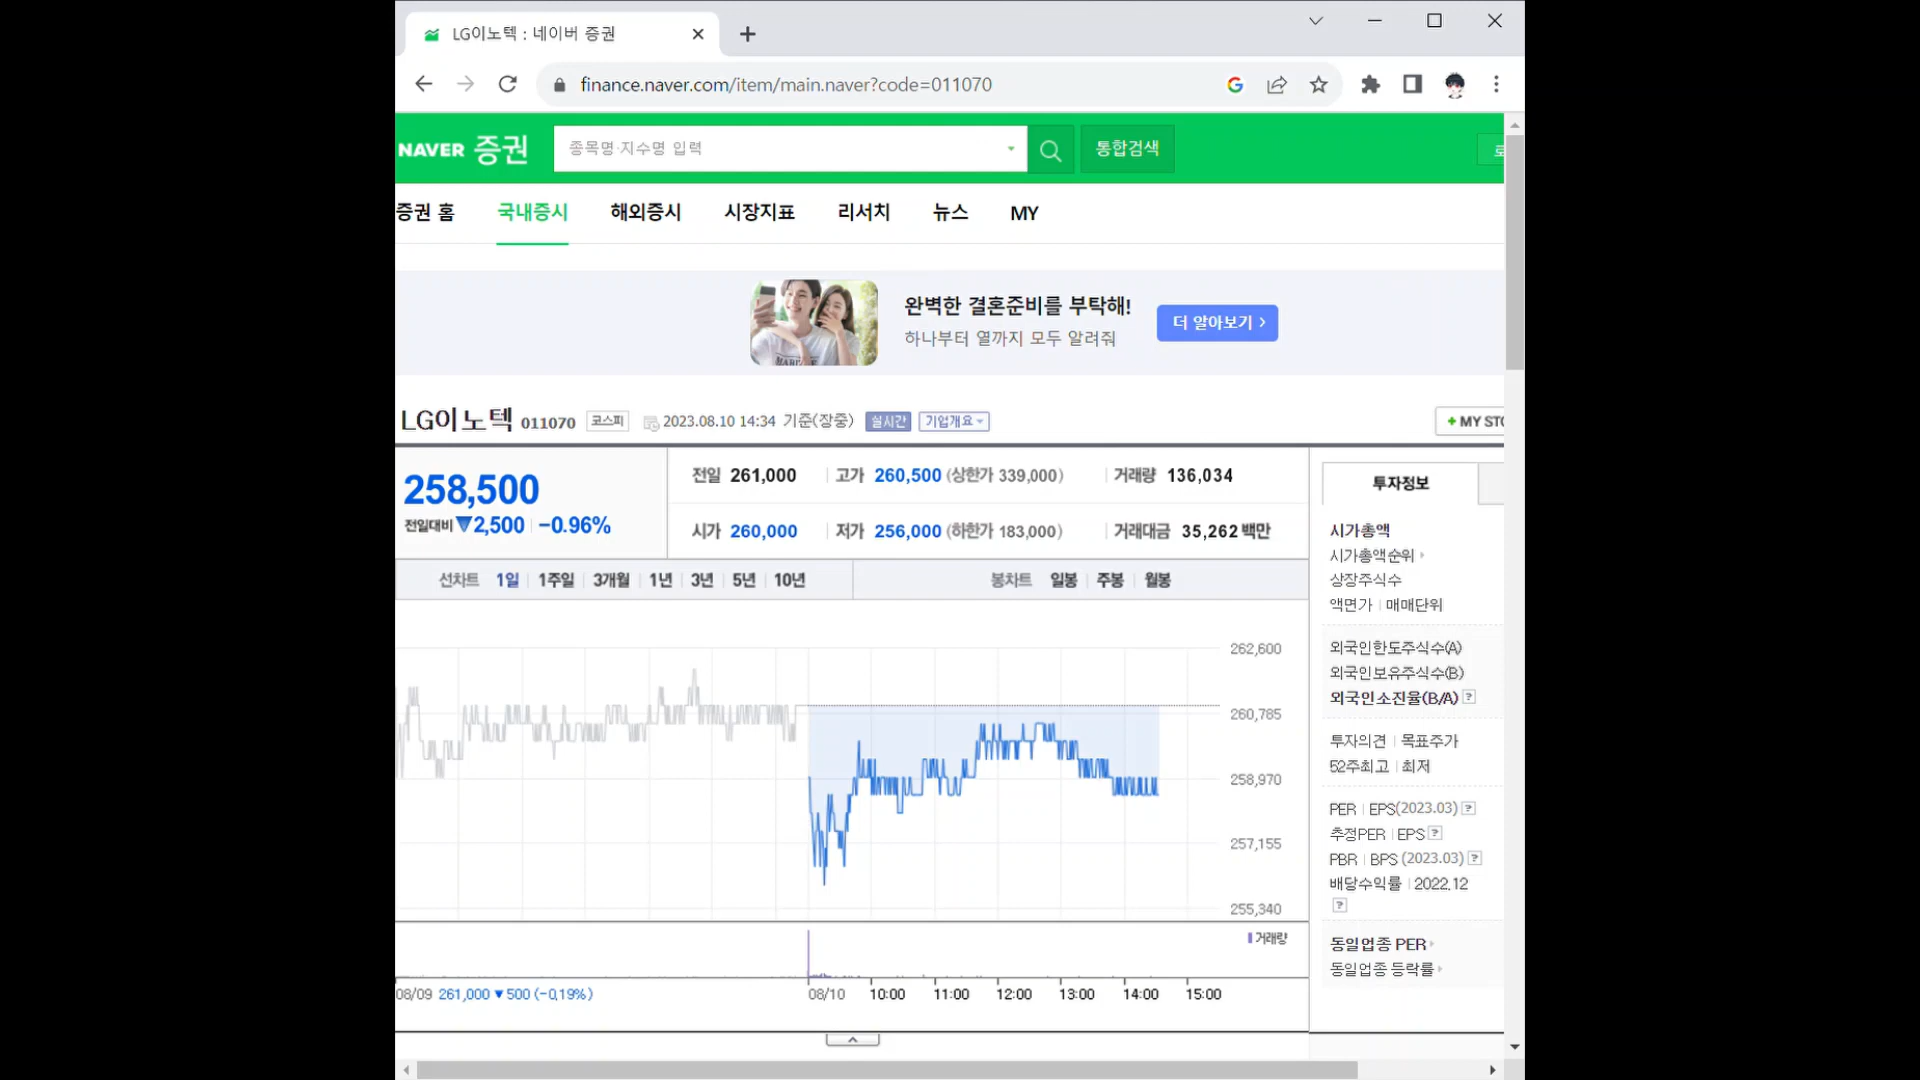 LG이노텍 : 네이버 증권
finance.naver.com/item/main.naver?code=011070
NAVER 증권
종목명·지수명 입력
통합검색
증권 홈 국내증시 해외증시 시장지표 리서치 뉴스 MY
완벽한 결혼준비를 부탁해!
하나부터 열까지 모두 알려줘
더 알아보기
LG이노텍 011070 코스피 2023.08.10 14:34 기준(장중) 실시간 기업개요
+ MY STO
258,500
전일대비 ▼2,500 -0.96%
전일 261,000 고가 260,500 (상한가 339,000) 거래량 136,034
시가 260,000 저가 256,000 (하한가 183,000) 거래대금 35,262 백만
선차트 1일 1주일 3개월 1년 3년 5년 10년 봉차트 일봉 주봉 월봉
262,600
260,785
258,970
257,155
255,340
거래량
08/09 261,000 ▼500 (-0.19%) 08/10 10:00 11:00 12:00 13:00 14:00 15:00
투자정보
시가총액
시가총액순위
상장주식수
액면가 | 매매단위
외국인한도주식수(A)
외국인보유주식수(B)
외국인소진율(B/A) ?
투자의견 | 목표주가
52주최고 | 최저
PER | EPS(2023.03) ?
추정PER | EPS ?
PBR | BPS (2023.03) ?
배당수익률 | 2022.12
?
동일업종 PER
동일업종 등락률